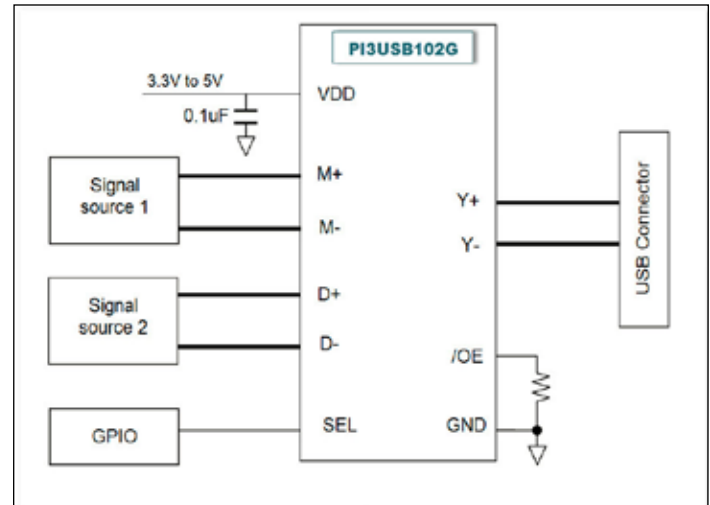 PI3USB102G
3.3V to 5V
VDD
0.1uF
Signal
source 1
M+
M-
Y+
Y-
USB Connector
Signal
source 2
D+
D-
/OE
GPIO
SEL
GND